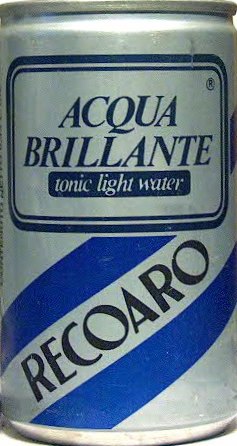 ®
ACQUA
BRILLANTE
tonic light water
RECOARO